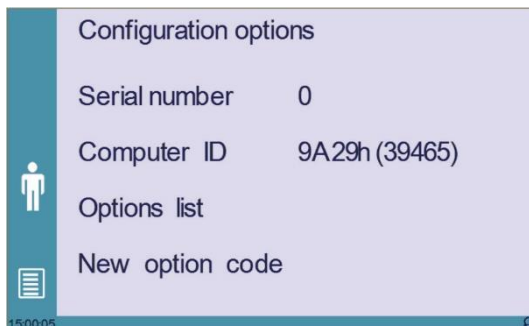 Configuration options
Serial number 0
Computer ID 9A29h (39465)
Options list
New option code
15:00:05